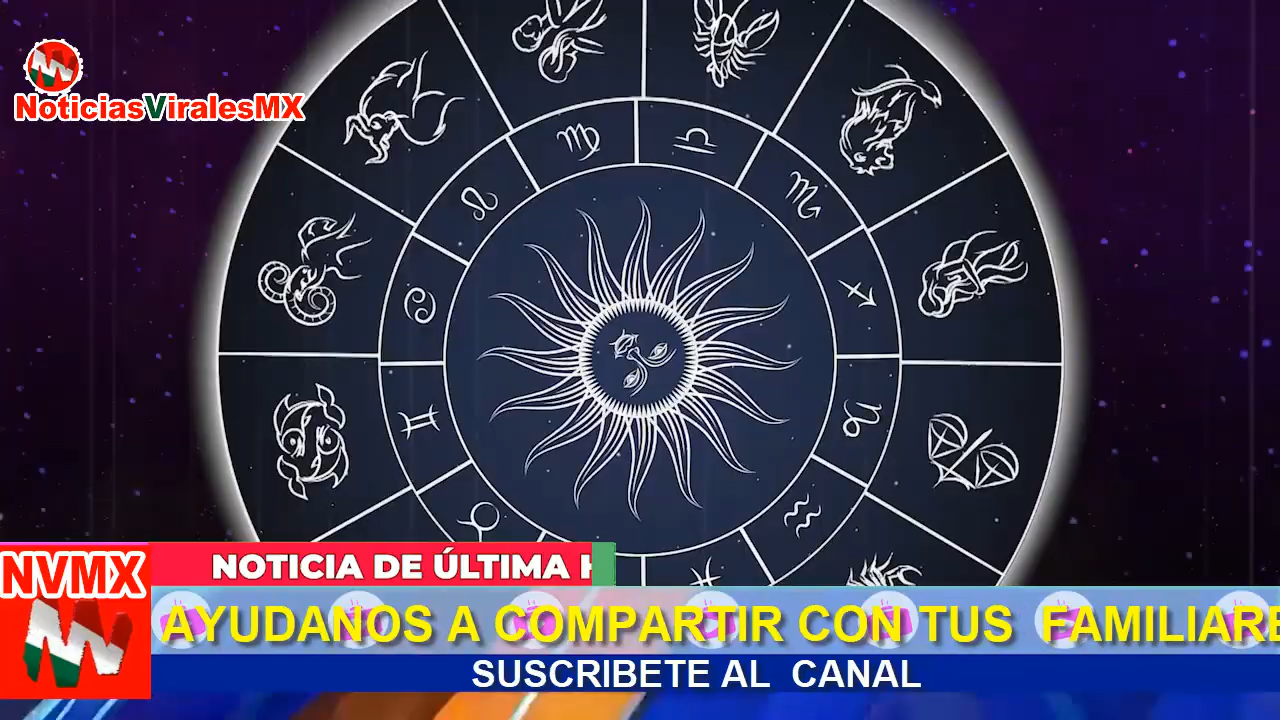 NoticiasViralesMX
NVMX
NOTICIA DE ÚLTIMA
AYUDANOS A COMPARTIR CON TUS FAMILIARE
SUSCRIBETE AL CANAL